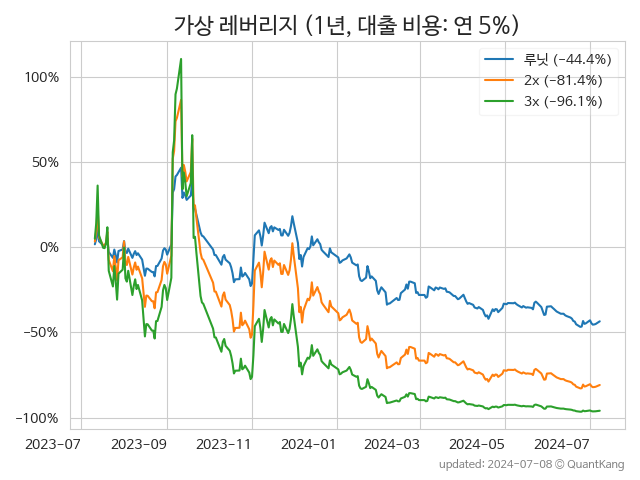 가상 레버리지 (1년, 대출 비용: 연 5%)
루닛 (-44.4%)
2x (-81.4%)
3x (-96.1%)
100%
50%
0%
−50%
−100%
2023-07 2023-09 2023-11 2024-01 2024-03 2024-05 2024-07
updated: 2024-07-08 © QuantKang